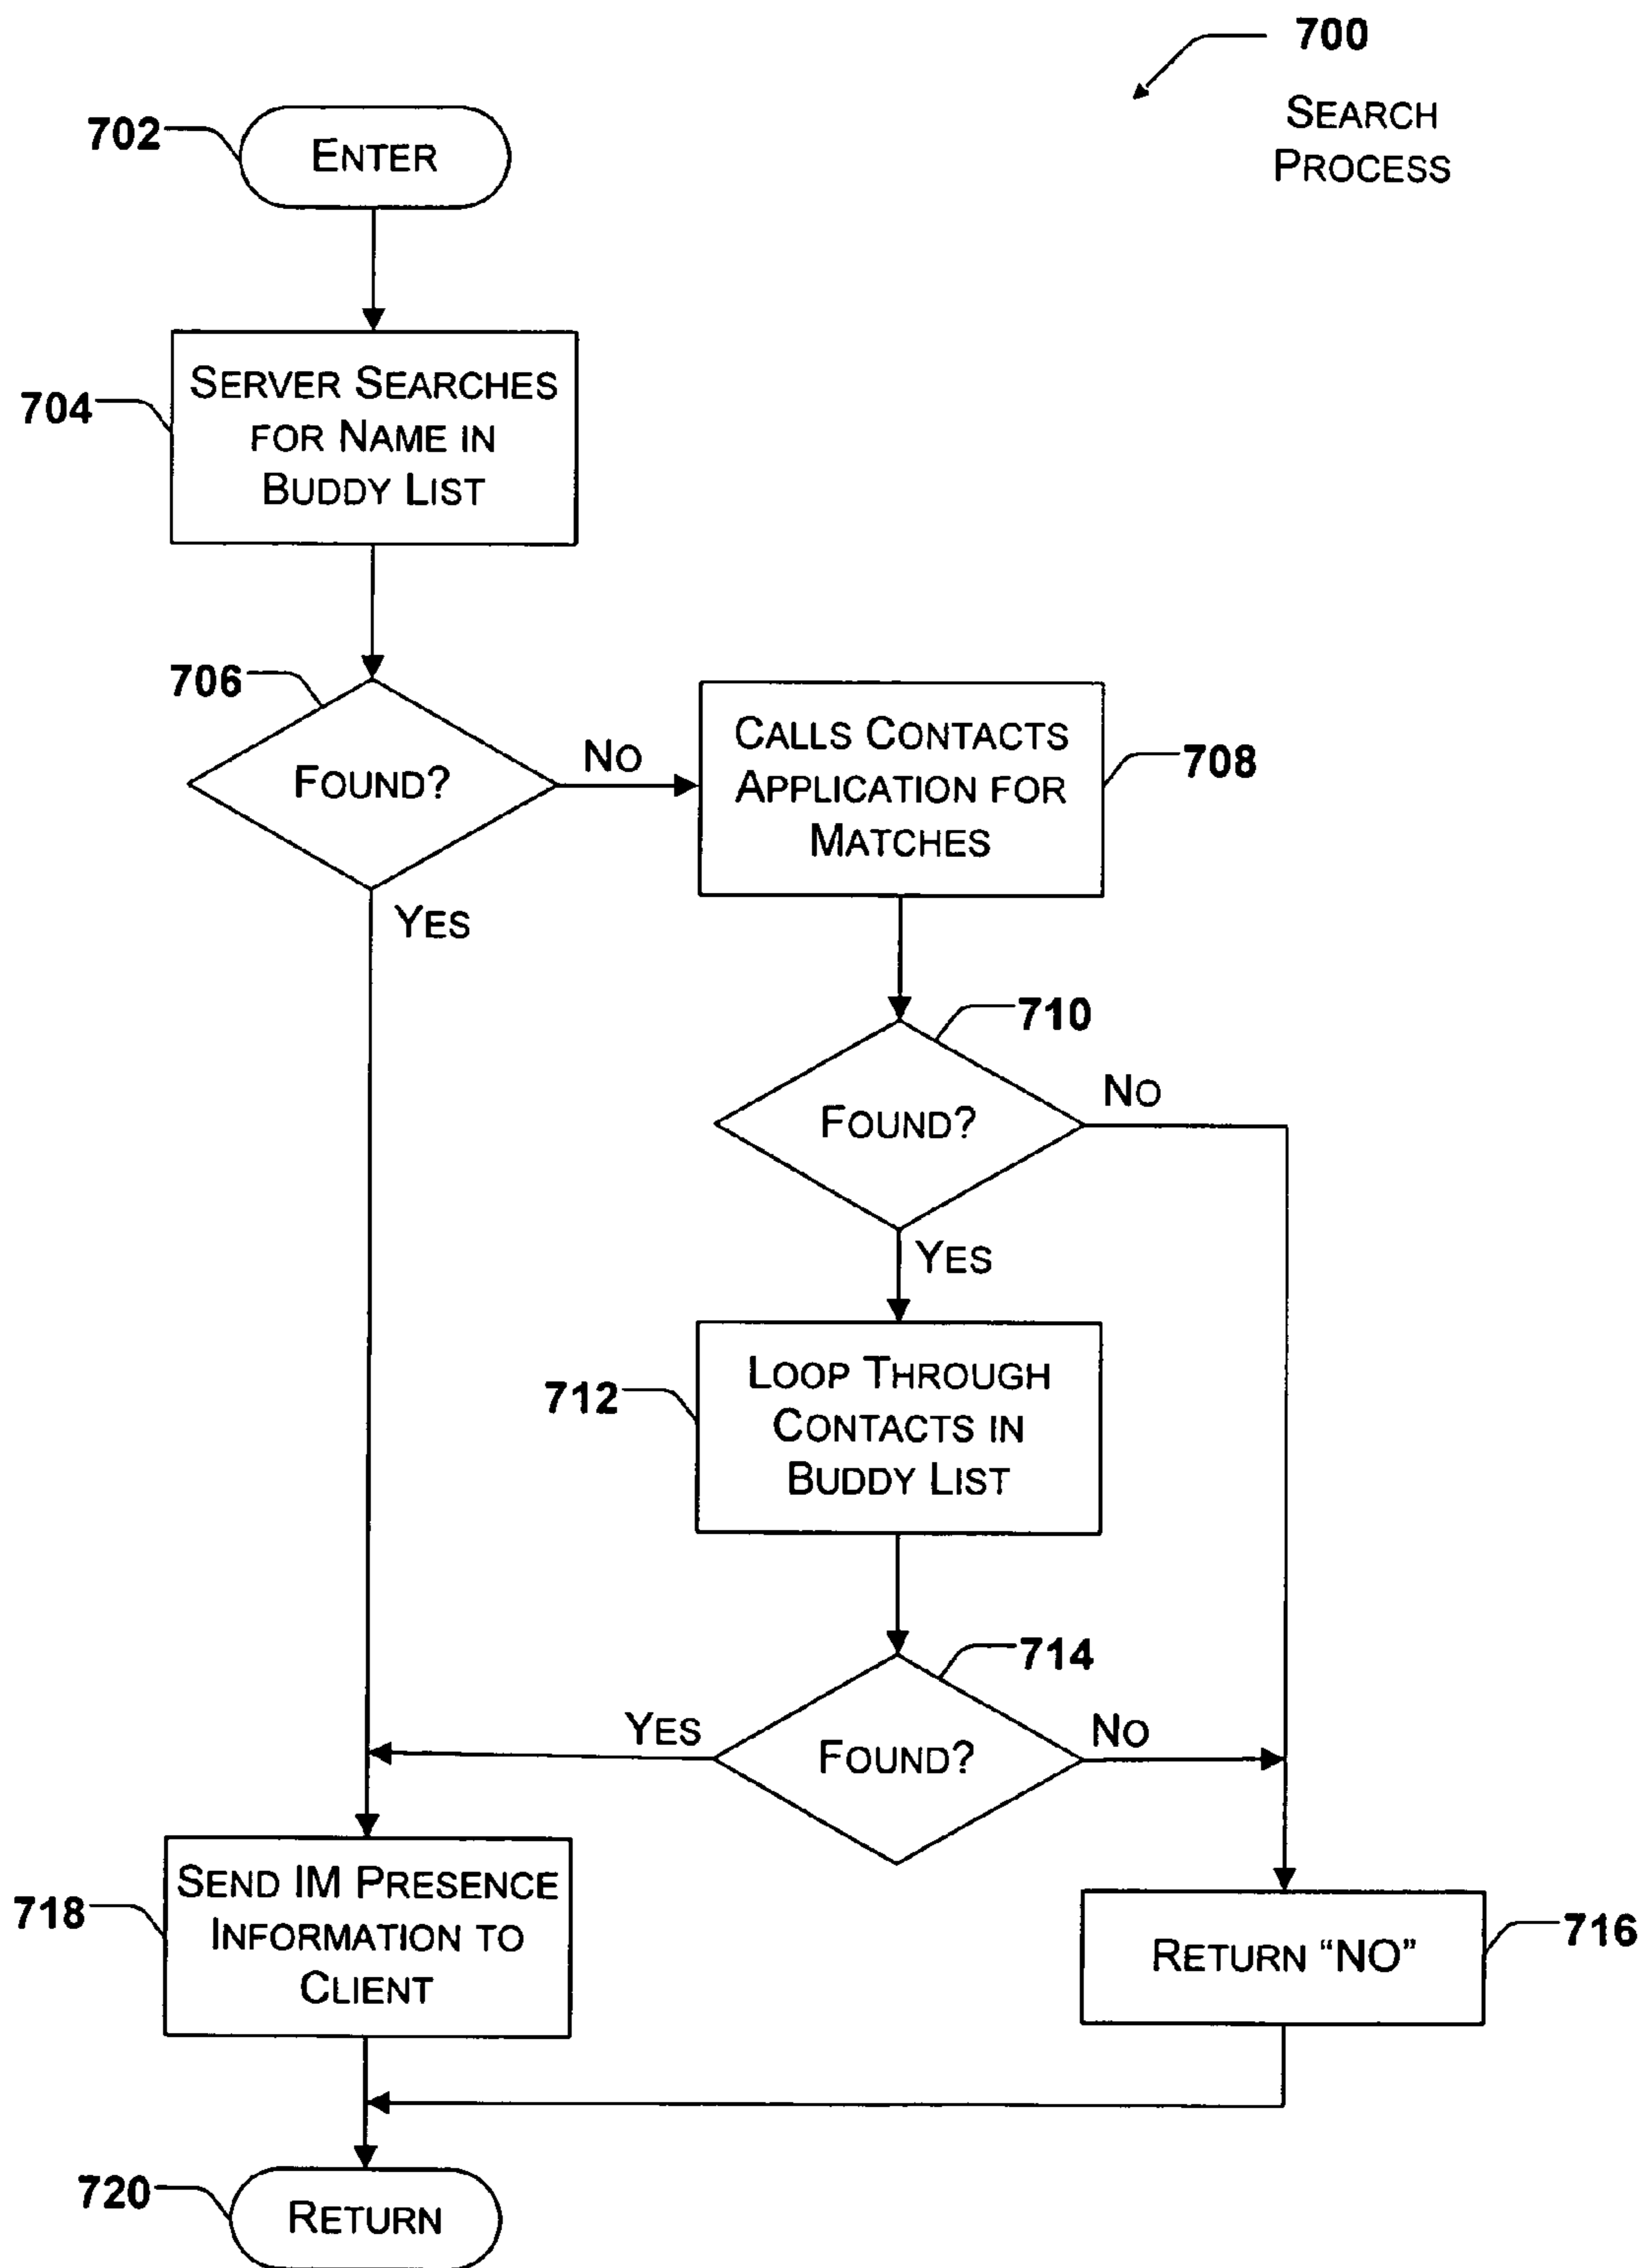 700
SEARCH
PROCESS
702
ENTER
704
SERVER SEARCHES
FOR NAME IN
BUDDY LIST
706
FOUND?
NO
YES
CALLS CONTACTS
APPLICATION FOR
MATCHES
708
710
FOUND?
NO
YES
712
LOOP THROUGH
CONTACTS IN
BUDDY LIST
714
YES
FOUND?
NO
718
SEND IM PRESENCE
INFORMATION TO
CLIENT
RETURN “NO”
716
720
RETURN